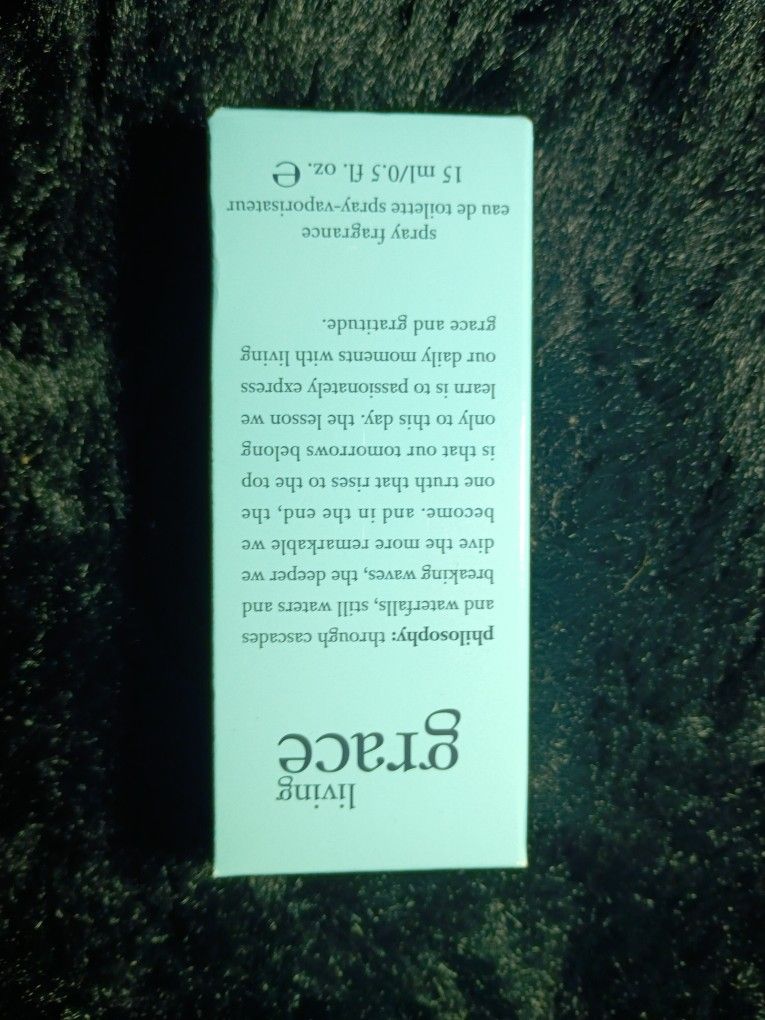 living
grace
philosophy: through cascades
and waterfalls, still waters and
breaking waves, the deeper we
dive the more remarkable we
become. and in the end, the
one truth that rises to the top
is that our tomorrows belong
only to this day. the lesson we
learn is to passionately express
our daily moments with living
grace and gratitude.
spray fragrance
eau de toilette spray-vaporisateur
15 ml/0.5 fl. oz. ℮